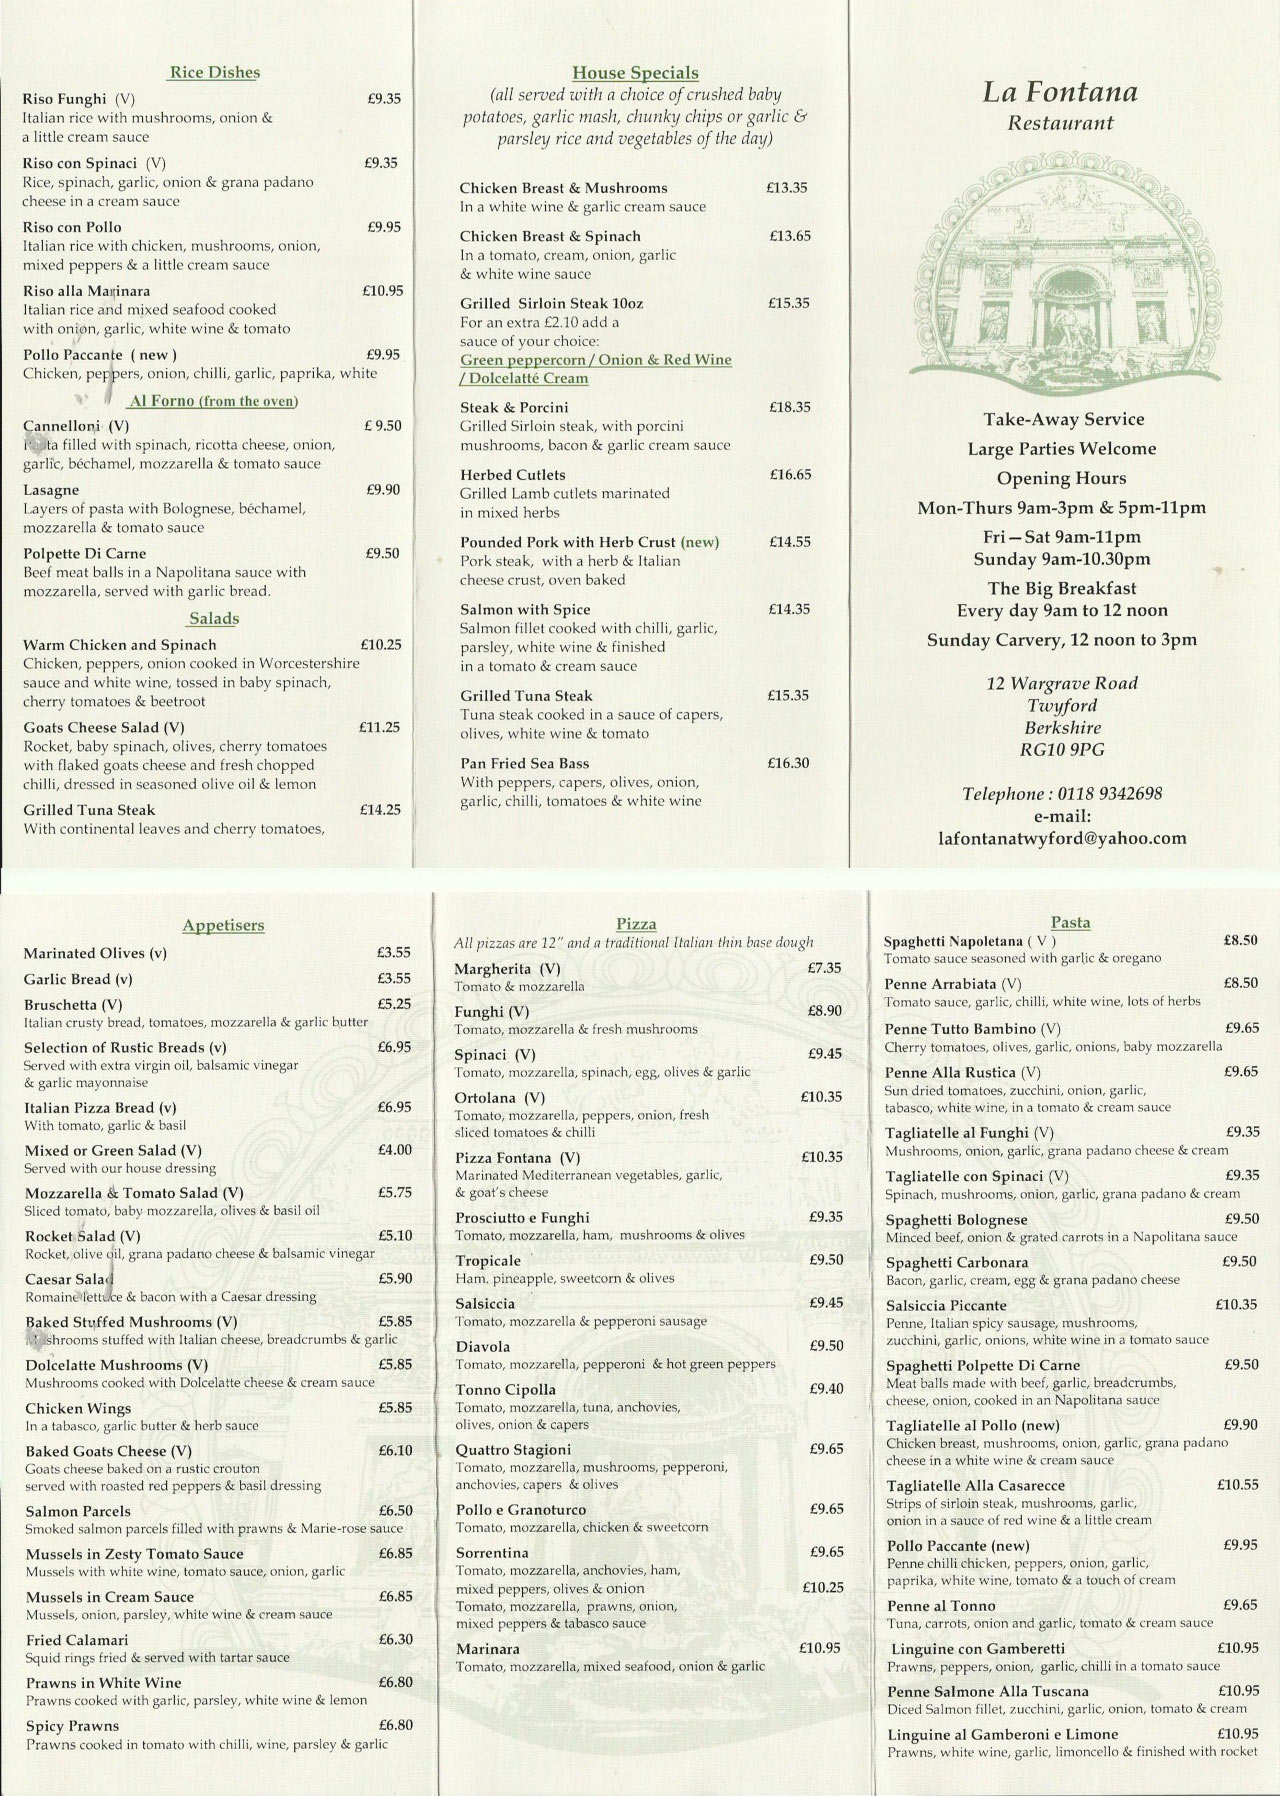 Rice Dishes
Riso Funghi (V) £9.35
Italian rice with mushrooms, onion &
a little cream sauce
Riso con Spinaci (V) £9.35
Rice, spinach, garlic, onion & grana padano
cheese in a cream sauce
Riso con Pollo £9.95
Italian rice with chicken, mushrooms, onion,
mixed peppers & a little cream sauce
Riso alla Marinara £10.95
Italian rice and mixed seafood cooked
with onion, garlic, white wine & tomato
Pollo Paccante ( new ) £9.95
Chicken, peppers, onion, chilli, garlic, paprika, white
Al Forno (from the oven)
Cannelloni (V) £ 9.50
filled with spinach, ricotta cheese, onion,
garlic, béchamel, mozzarella & tomato sauce
Lasagne £9.90
Layers of pasta with Bolognese, béchamel,
mozzarella & tomato sauce
Polpette Di Carne £9.50
Beef meat balls in a Napolitana sauce with
mozzarella, served with garlic bread.
Salads
Warm Chicken and Spinach £10.25
Chicken, peppers, onion cooked in Worcestershire
sauce and white wine, tossed in baby spinach,
cherry tomatoes & beetroot
Goats Cheese Salad (V) £11.25
Rocket, baby spinach, olives, cherry tomatoes
with flaked goats cheese and fresh chopped
chilli, dressed in seasoned olive oil & lemon
Grilled Tuna Steak £14.25
With continental leaves and cherry tomatoes,
House Specials
(all served with a choice of crushed baby
potatoes, garlic mash, chunky chips or garlic &
parsley rice and vegetables of the day)
Chicken Breast & Mushrooms £13.35
In a white wine & garlic cream sauce
Chicken Breast & Spinach £13.65
In a tomato, cream, onion, garlic
& white wine sauce
Grilled Sirloin Steak 10oz £15.35
For an extra £2.10 add a
sauce of your choice:
Green peppercorn / Onion & Red Wine
/ Dolcelatté Cream
Steak & Porcini £18.35
Grilled Sirloin steak, with porcini
mushrooms, bacon & garlic cream sauce
Herbed Cutlets £16.65
Grilled Lamb cutlets marinated
in mixed herbs
Pounded Pork with Herb Crust (new) £14.55
Pork steak, with a herb & Italian
cheese crust, oven baked
Salmon with Spice £14.35
Salmon fillet cooked with chilli, garlic,
parsley, white wine & finished
in a tomato & cream sauce
Grilled Tuna Steak £15.35
Tuna steak cooked in a sauce of capers,
olives, white wine & tomato
Pan Fried Sea Bass £16.30
With peppers, capers, olives, onion,
garlic, chilli, tomatoes & white wine
La Fontana
Restaurant
Take-Away Service
Large Parties Welcome
Opening Hours
Mon-Thurs 9am-3pm & 5pm-11pm
Fri – Sat 9am-11pm
Sunday 9am-10.30pm
The Big Breakfast
Every day 9am to 12 noon
Sunday Carvery, 12 noon to 3pm
12 Wargrave Road
Twyford
Berkshire
RG10 9PG
Telephone : 0118 9342698
e-mail:
lafontanatwyford@yahoo.com
Appetisers
Marinated Olives (v) £3.55
Garlic Bread (v) £3.55
Bruschetta (V) £5.25
Italian crusty bread, tomatoes, mozzarella & garlic butter
Selection of Rustic Breads (v) £6.95
Served with extra virgin oil, balsamic vinegar
& garlic mayonnaise
Italian Pizza Bread (v) £6.95
With tomato, garlic & basil
Mixed or Green Salad (V) £4.00
Served with our house dressing
Mozzarella & Tomato Salad (V) £5.75
Sliced tomato, baby mozzarella, olives & basil oil
Rocket Salad (V) £5.10
Rocket, olive oil, grana padano cheese & balsamic vinegar
Caesar Salad £5.90
Romaine lettuce & bacon with a Caesar dressing
Baked Stuffed Mushrooms (V) £5.85
Mushrooms stuffed with Italian cheese, breadcrumbs & garlic
Dolcelatte Mushrooms (V) £5.85
Mushrooms cooked with Dolcelatte cheese & cream sauce
Chicken Wings £5.85
In a tabasco, garlic butter & herb sauce
Baked Goats Cheese (V) £6.10
Goats cheese baked on a rustic crouton
served with roasted red peppers & basil dressing
Salmon Parcels £6.50
Smoked salmon parcels filled with prawns & Marie-rose sauce
Mussels in Zesty Tomato Sauce £6.85
Mussels with white wine, tomato sauce, onion, garlic
Mussels in Cream Sauce £6.85
Mussels, onion, parsley, white wine & cream sauce
Fried Calamari £6.30
Squid rings fried & served with tartar sauce
Prawns in White Wine £6.80
Prawns cooked with garlic, parsley, white wine & lemon
Spicy Prawns £6.80
Prawns cooked in tomato with chilli, wine, parsley & garlic
Pizza
All pizzas are 12" and a traditional Italian thin base dough
Margherita (V) £7.35
Tomato & mozzarella
Funghi (V) £8.90
Tomato, mozzarella & fresh mushrooms
Spinaci (V) £9.45
Tomato, mozzarella, spinach, egg, olives & garlic
Ortolana (V) £10.35
Tomato, mozzarella, peppers, onion, fresh
sliced tomatoes & chilli
Pizza Fontana (V) £10.35
Marinated Mediterranean vegetables, garlic,
& goat's cheese
Prosciutto e Funghi £9.35
Tomato, mozzarella, ham, mushrooms & olives
Tropicale £9.50
Ham. pineapple, sweetcorn & olives
Salsiccia £9.45
Tomato, mozzarella & pepperoni sausage
Diavola £9.50
Tomato, mozzarella, pepperoni & hot green peppers
Tonno Cipolla £9.40
Tomato, mozzarella, tuna, anchovies,
olives, onion & capers
Quattro Stagioni £9.65
Tomato, mozzarella, mushrooms, pepperoni,
anchovies, capers & olives
Pollo e Granoturco £9.65
Tomato, mozzarella, chicken & sweetcorn
Sorrentina £9.65
Tomato, mozzarella, anchovies, ham,
mixed peppers, olives & onion £10.25
Tomato, mozzarella, prawns, onion,
mixed peppers & tabasco sauce
Marinara £10.95
Tomato, mozzarella, mixed seafood, onion & garlic
Pasta
Spaghetti Napoletana ( V ) £8.50
Tomato sauce seasoned with garlic & oregano
Penne Arrabiata (V) £8.50
Tomato sauce, garlic, chilli, white wine, lots of herbs
Penne Tutto Bambino (V) £9.65
Cherry tomatoes, olives, garlic, onions, baby mozzarella
Penne Alla Rustica (V) £9.65
Sun dried tomatoes, zucchini, onion, garlic,
tabasco, white wine, in a tomato & cream sauce
Tagliatelle al Funghi (V) £9.35
Mushrooms, onion, garlic, grana padano cheese & cream
Tagliatelle con Spinaci (V) £9.35
Spinach, mushrooms, onion, garlic, grana padano & cream
Spaghetti Bolognese £9.50
Minced beef, onion & grated carrots in a Napolitana sauce
Spaghetti Carbonara £9.50
Bacon, garlic, cream, egg & grana padano cheese
Salsiccia Piccante £10.35
Penne, Italian spicy sausage, mushrooms,
zucchini, garlic, onions, white wine in a tomato sauce
Spaghetti Polpette Di Carne £9.50
Meat balls made with beef, garlic, breadcrumbs,
cheese, onion, cooked in an Napolitana sauce
Tagliatelle al Pollo (new) £9.90
Chicken breast, mushrooms, onion, garlic, grana padano
cheese in a white wine & cream sauce
Tagliatelle Alla Casarecce £10.55
Strips of sirloin steak, mushrooms, garlic,
onion in a sauce of red wine & a little cream
Pollo Paccante (new) £9.95
Penne chilli chicken, peppers, onion, garlic,
paprika, white wine, tomato & a touch of cream
Penne al Tonno £9.65
Tuna, carrots, onion and garlic, tomato & cream sauce
Linguine con Gamberetti £10.95
Prawns, peppers, onion, garlic, chilli in a tomato sauce
Penne Salmone Alla Tuscana £10.95
Diced Salmon fillet, zucchini, garlic, onion, tomato & cream
Linguine al Gamberoni e Limone £10.95
Prawns, white wine, garlic, limoncello & finished with rocket